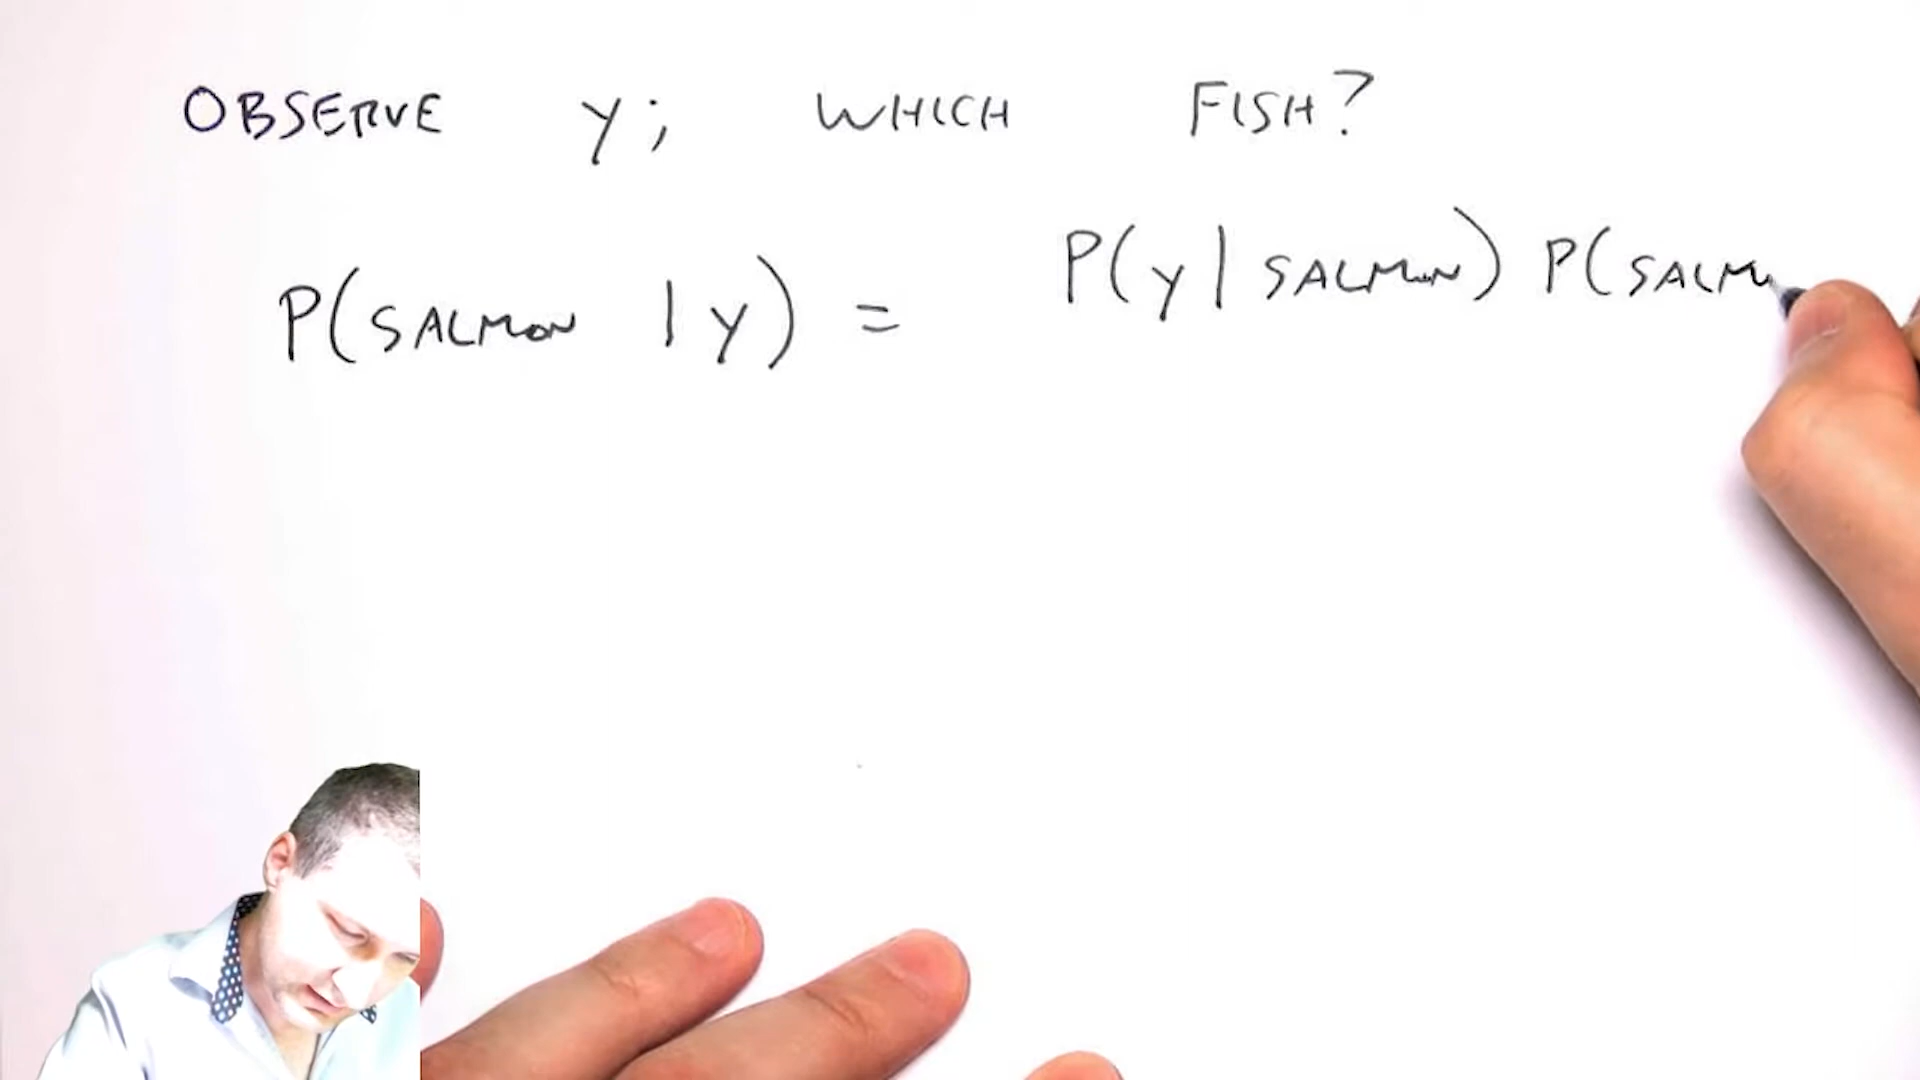 OBSERVE y; WHICH FISH?
P(SALMON | y) = P(y | SALMON) P(SALM